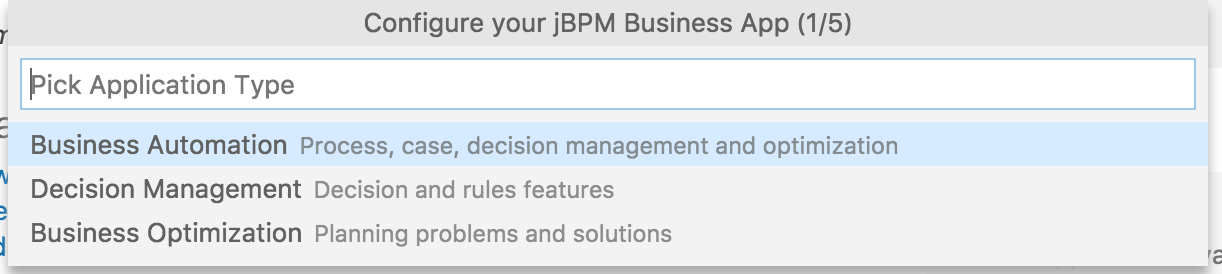 Configure your jBPM Business App (1/5)
Pick Application Type
Business Automation Process, case, decision management and optimization
Decision Management Decision and rules features
Business Optimization Planning problems and solutions